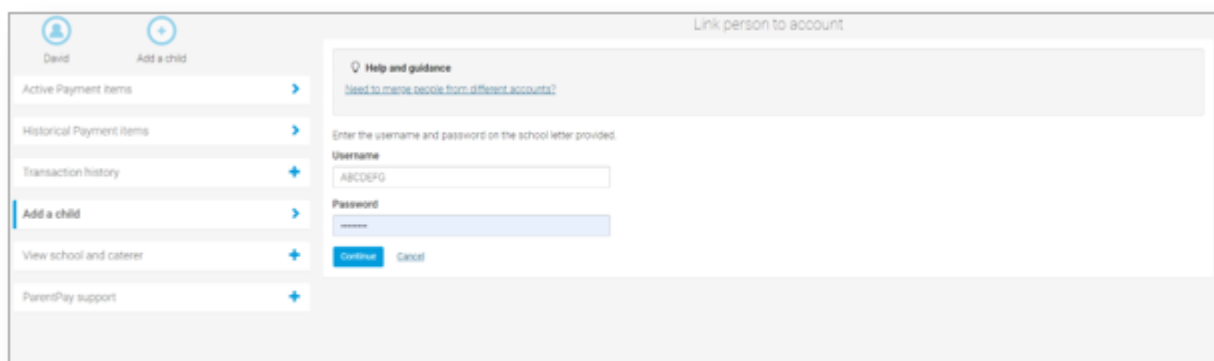 Link person to account
David
Add a child
Active Payment items
Historical Payment items
Transaction history
Add a child
View school and caterer
ParentPay support
Help and guidance
Need to merge people from different accounts?
Enter the username and password on the school letter provided.
Username
ABCDEFG
Password
Continue Cancel